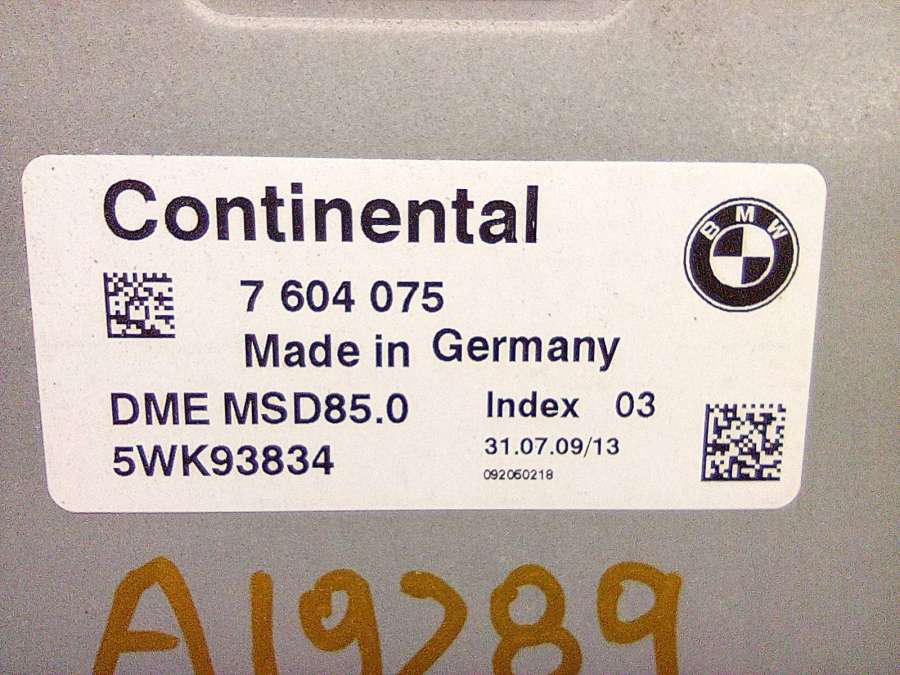 Continental
BMW
7 604 075
Made in Germany
DME MSD85.0 Index 03
5WK93834 31.07.09/13
092060218
A19289